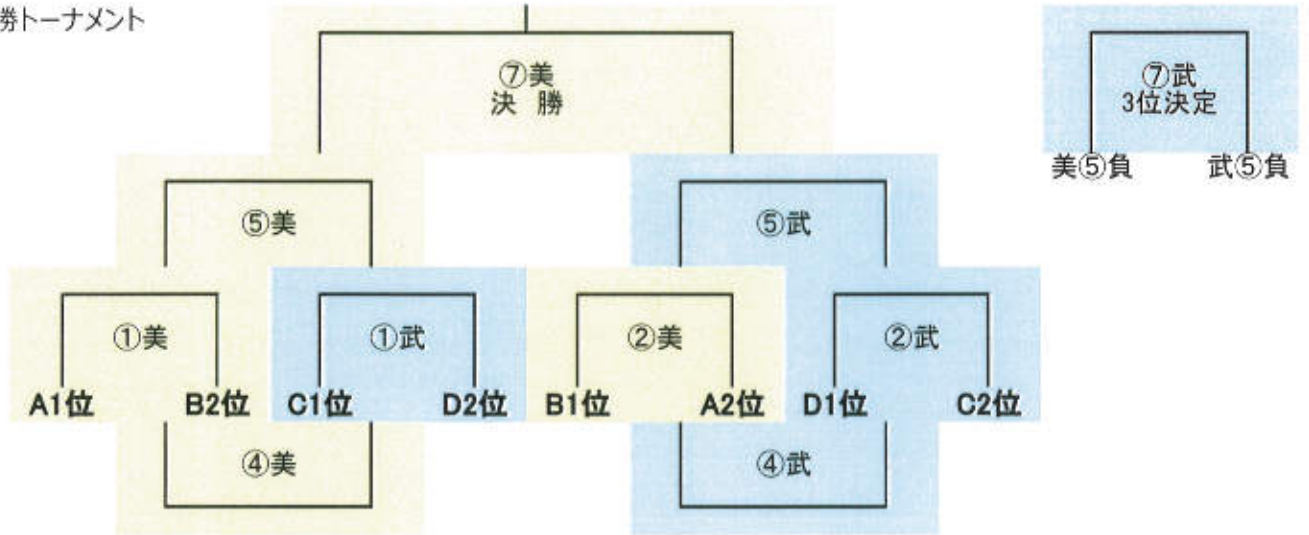 勝トーナメント
⑦美
決 勝
⑦武
3位決定
美⑤負 武⑤負
⑤美 ⑤武
①美 ①武 ②美 ②武
A1位 B2位 C1位 D2位 B1位 A2位 D1位 C2位
④美 ④武